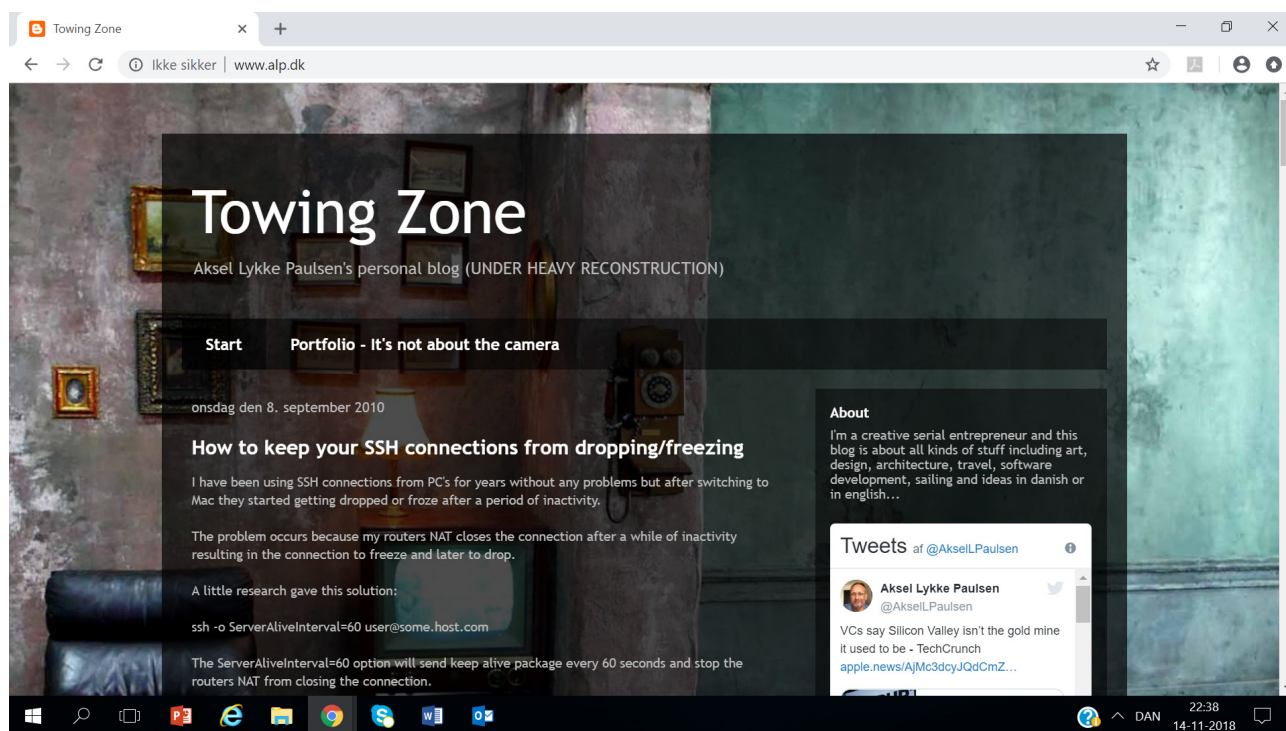 Towing Zone
Ikke sikker | www.alp.dk
Towing Zone
Aksel Lykke Paulsen's personal blog (UNDER HEAVY RECONSTRUCTION)
Start Portfolio - It's not about the camera
onsdag den 8. september 2010
How to keep your SSH connections from dropping/freezing
I have been using SSH connections from PC's for years without any problems but after switching to
Mac they started getting dropped or froze after a period of inactivity.
The problem occurs because my routers NAT closes the connection after a while of inactivity
resulting in the connection to freeze and later to drop.
A little research gave this solution:
ssh -o ServerAliveInterval=60 user@some.host.com
The ServerAliveInterval=60 option will send keep alive package every 60 seconds and stop the
routers NAT from closing the connection.
About
I'm a creative serial entrepreneur and this
blog is about all kinds of stuff including art,
design, architecture, travel, software
development, sailing and ideas in danish or
in english...
Tweets af @AkselLPaulsen
Aksel Lykke Paulsen
@AkselLPaulsen
VCs say Silicon Valley isn't the gold mine
it used to be - TechCrunch
apple.news/AjMc3dcyJQdCmZ...
DAN
22:38
14-11-2018